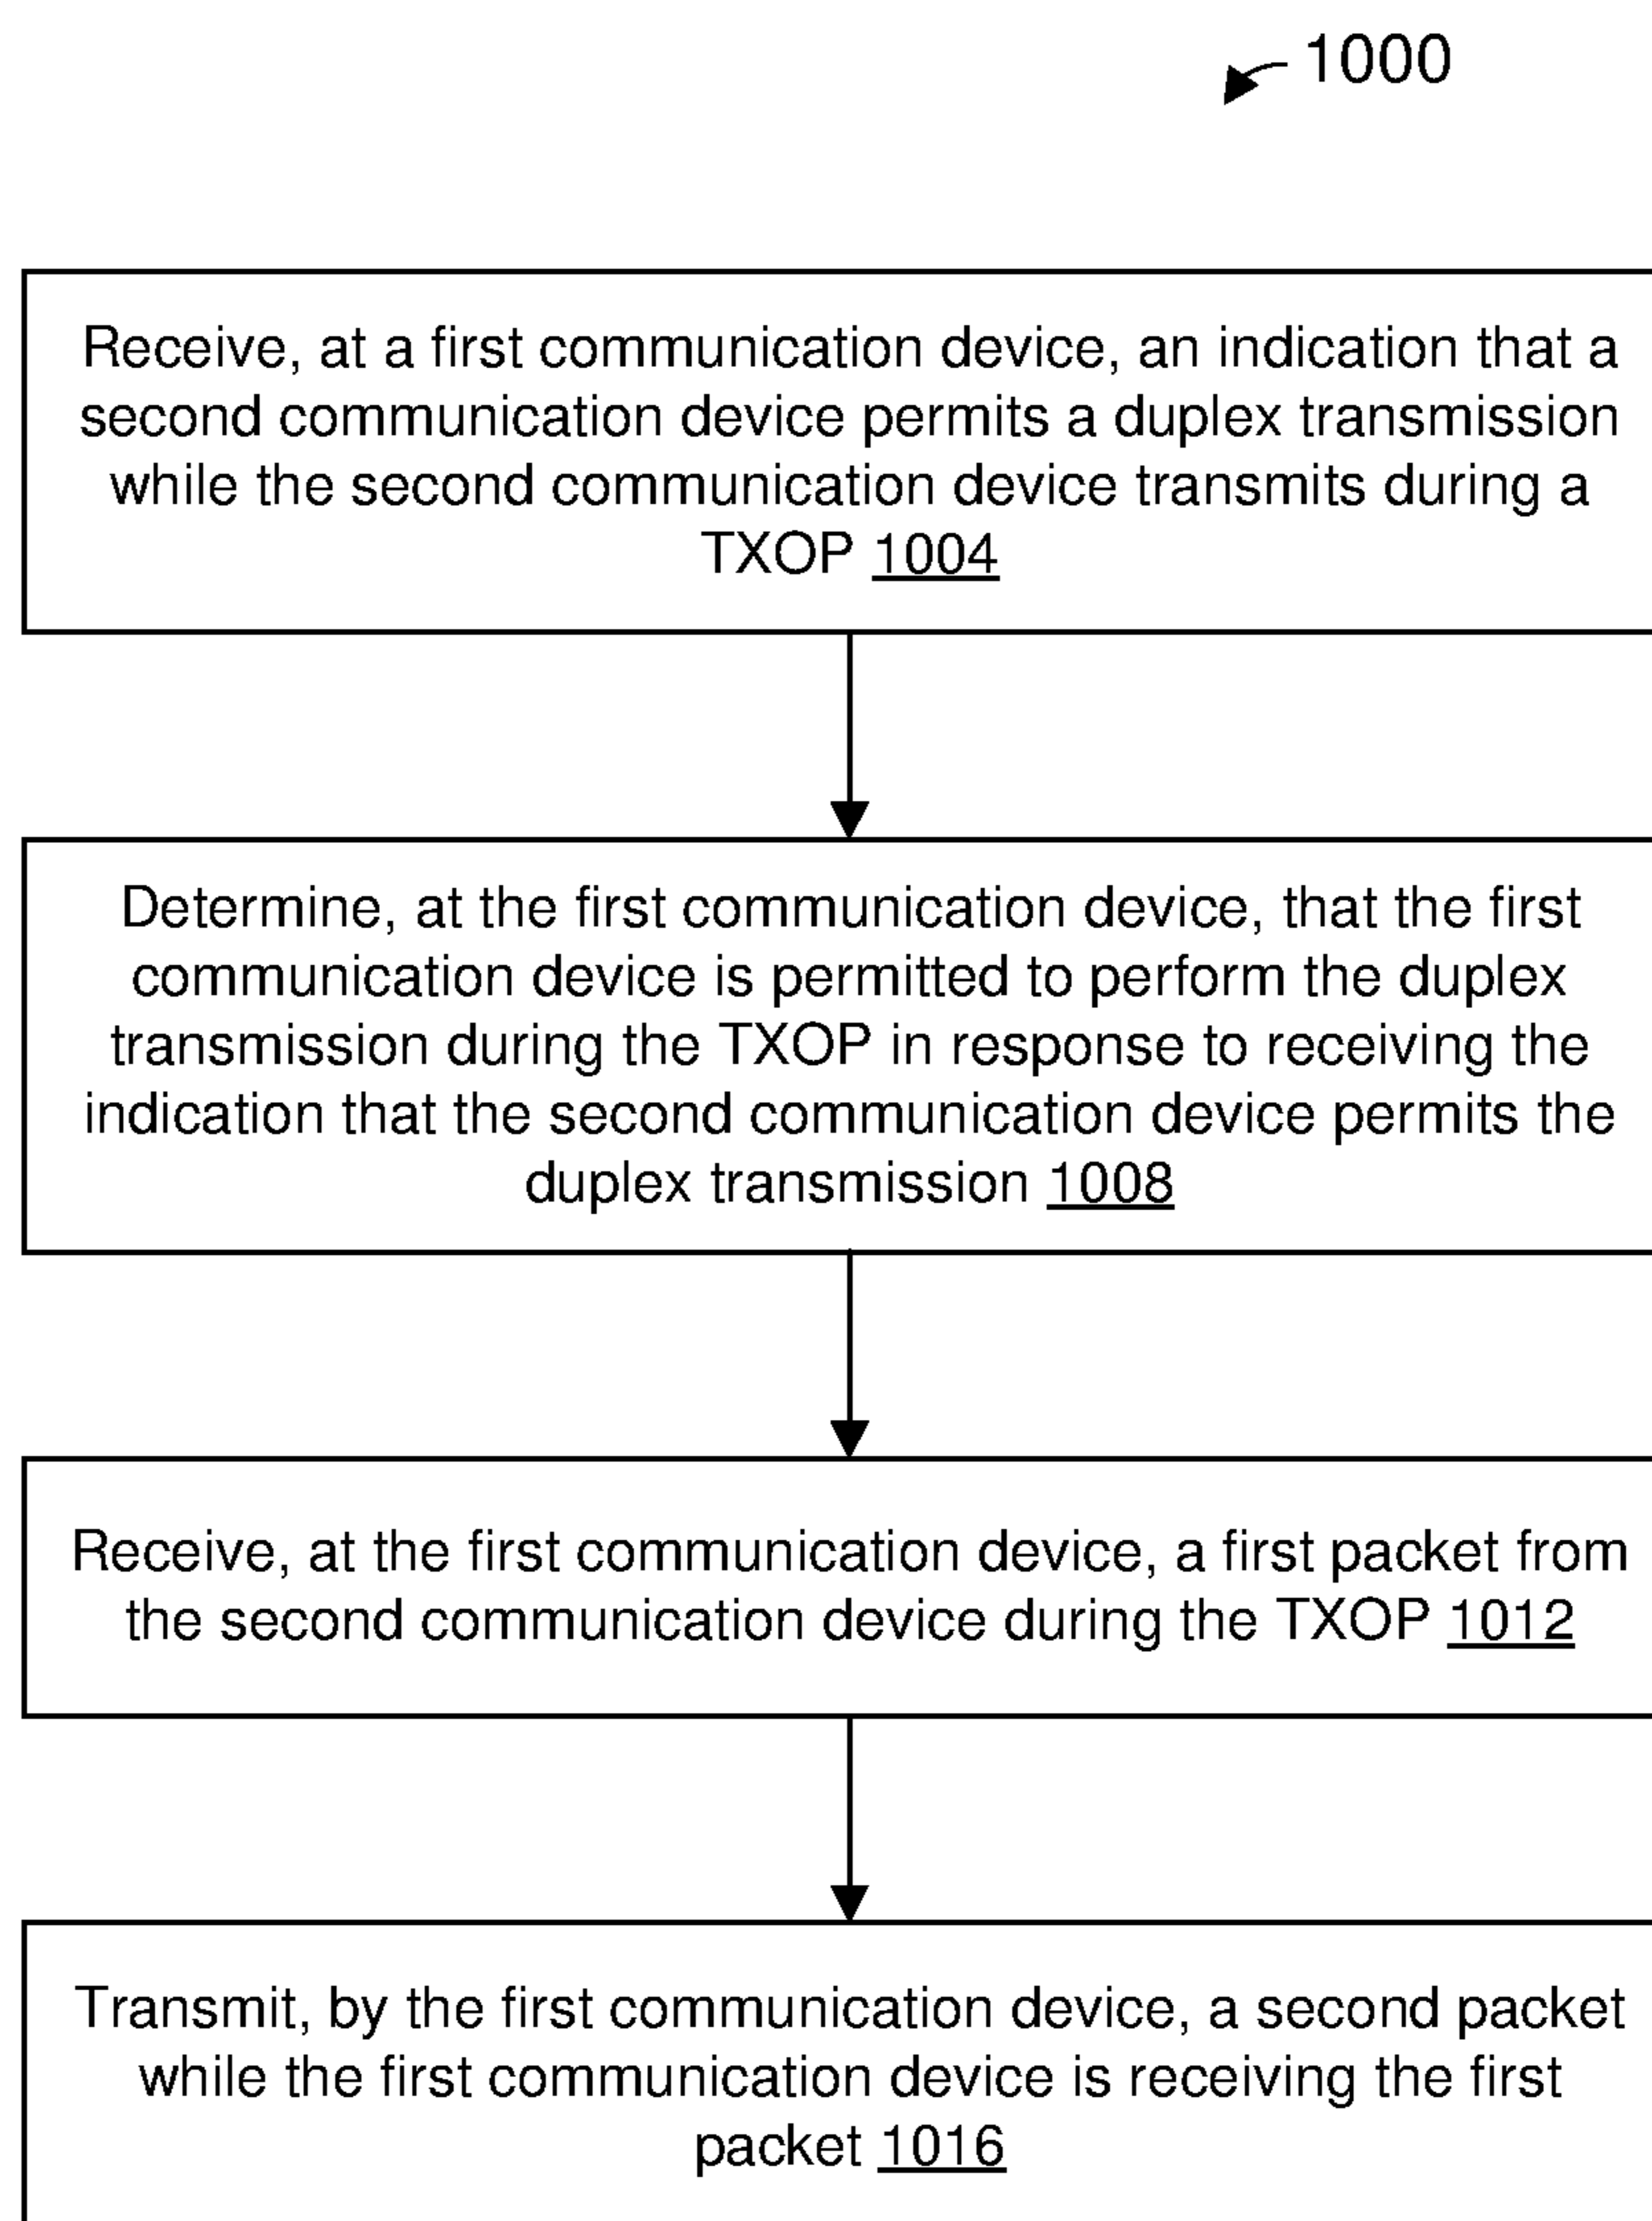 1000
Receive, at a first communication device, an indication that a
second communication device permits a duplex transmission
while the second communication device transmits during a
TXOP 1004
Determine, at the first communication device, that the first
communication device is permitted to perform the duplex
transmission during the TXOP in response to receiving the
indication that the second communication device permits the
duplex transmission 1008
Receive, at the first communication device, a first packet from
the second communication device during the TXOP 1012
Transmit, by the first communication device, a second packet
while the first communication device is receiving the first
packet 1016